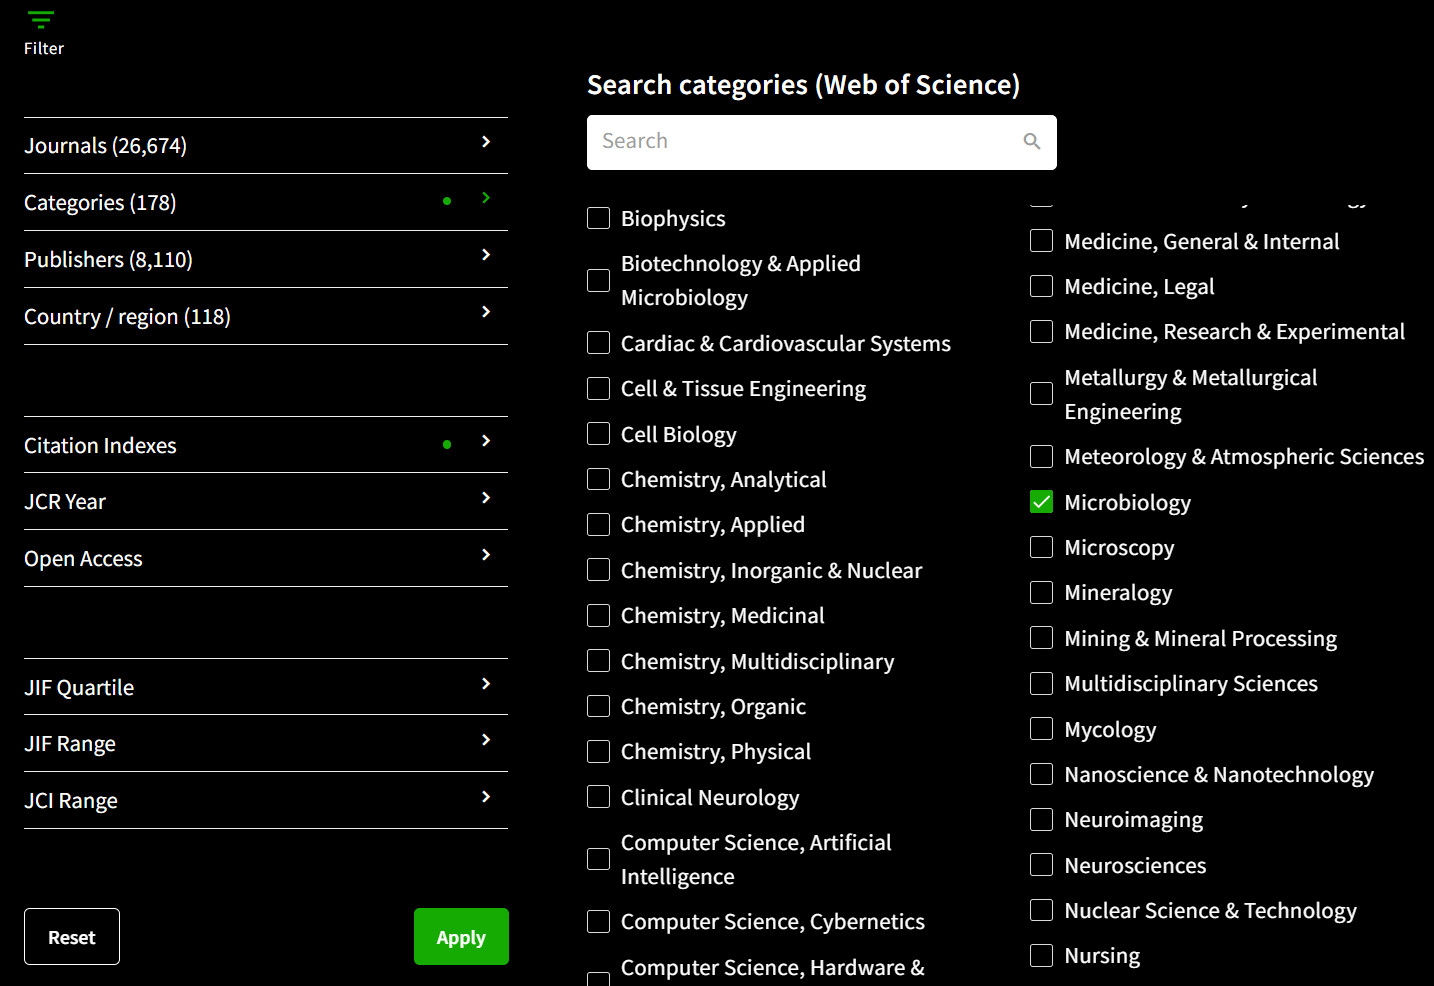 Filter
Journals (26,674)
Categories (178)
Publishers (8,110)
Country / region (118)
Citation Indexes
JCR Year
Open Access
JIF Quartile
JIF Range
JCI Range
Reset
Apply
Search categories (Web of Science)
Search
Biophysics
Biotechnology & Applied
Microbiology
Cardiac & Cardiovascular Systems
Cell & Tissue Engineering
Cell Biology
Chemistry, Analytical
Chemistry, Applied
Chemistry, Inorganic & Nuclear
Chemistry, Medicinal
Chemistry, Multidisciplinary
Chemistry, Organic
Chemistry, Physical
Clinical Neurology
Computer Science, Artificial
Intelligence
Computer Science, Cybernetics
Computer Science, Hardware &
Medicine, General & Internal
Medicine, Legal
Medicine, Research & Experimental
Metallurgy & Metallurgical
Engineering
Meteorology & Atmospheric Sciences
Microbiology
Microscopy
Mineralogy
Mining & Mineral Processing
Multidisciplinary Sciences
Mycology
Nanoscience & Nanotechnology
Neuroimaging
Neurosciences
Nuclear Science & Technology
Nursing